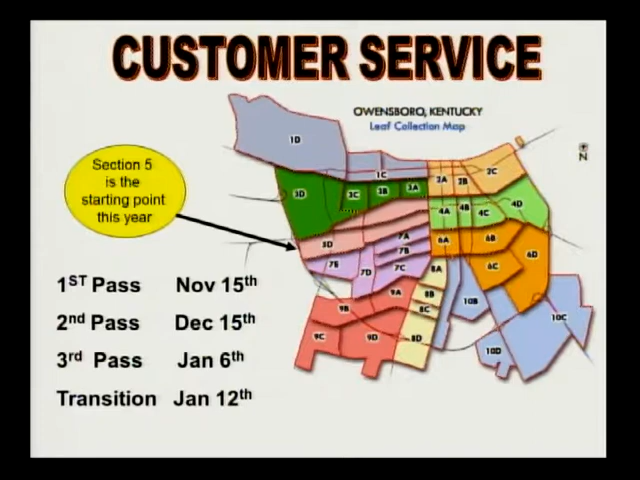 CUSTOMER SERVICE
OWENSBORO, KENTUCKY
Leaf Collection Map
N
Section 5
is the
starting point
this year
1D
1C
2A
2B
2C
3D
3C
3B
3A
4A
4B
4C
4D
5D
6A
6B
6C
6D
7A
7B
7C
7D
7E
8A
8B
8C
8D
9A
9B
9C
9D
10B
10C
10D
1ST Pass Nov 15th
2nd Pass Dec 15th
3rd Pass Jan 6th
Transition Jan 12th